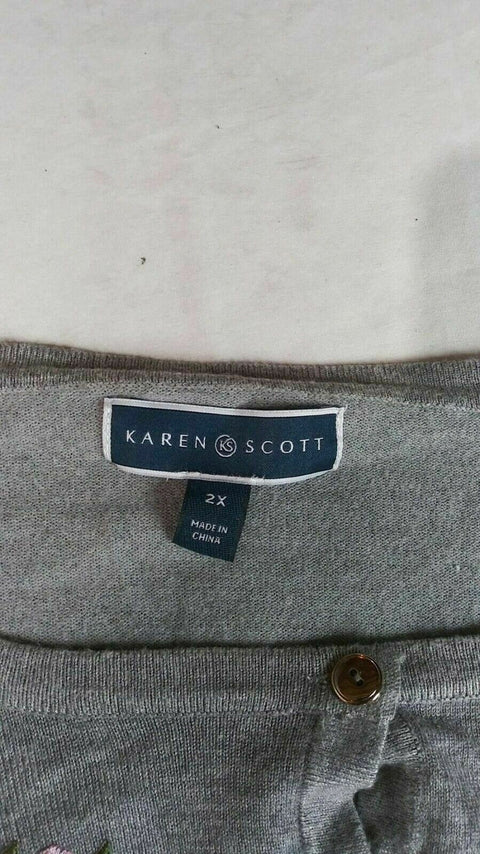 KAREN KS SCOTT
2X
MADE IN
CHINA